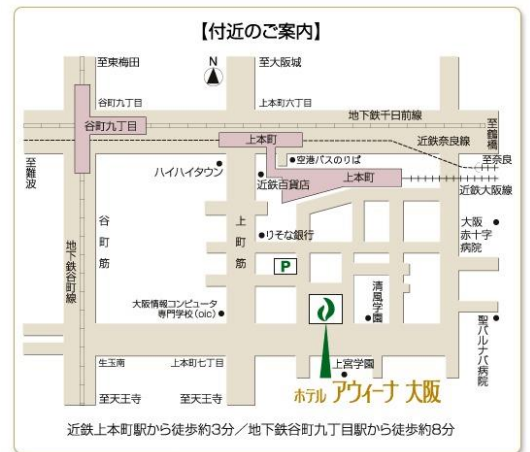 【付近のご案内】
至東梅田
N
至大阪城
谷町九丁目
上本町六丁目
地下鉄千日前線
至鶴橋
谷町九丁目
上本町
近鉄奈良線
至奈良
至難波
ハイハイタウン
空港バスのりば
上本町
近鉄百貨店
近鉄大阪線
谷町筋
上町筋
りそな銀行
大阪
赤十字
病院
P
地下鉄谷町線
清風学園
大阪情報コンピュータ
専門学校(oic)
聖バルナバ病院
生玉南
上本町七丁目
上宮学園
至天王寺
至天王寺
ホテル アウィーナ 大阪
近鉄上本町駅から徒歩約3分/地下鉄谷町九丁目駅から徒歩約8分